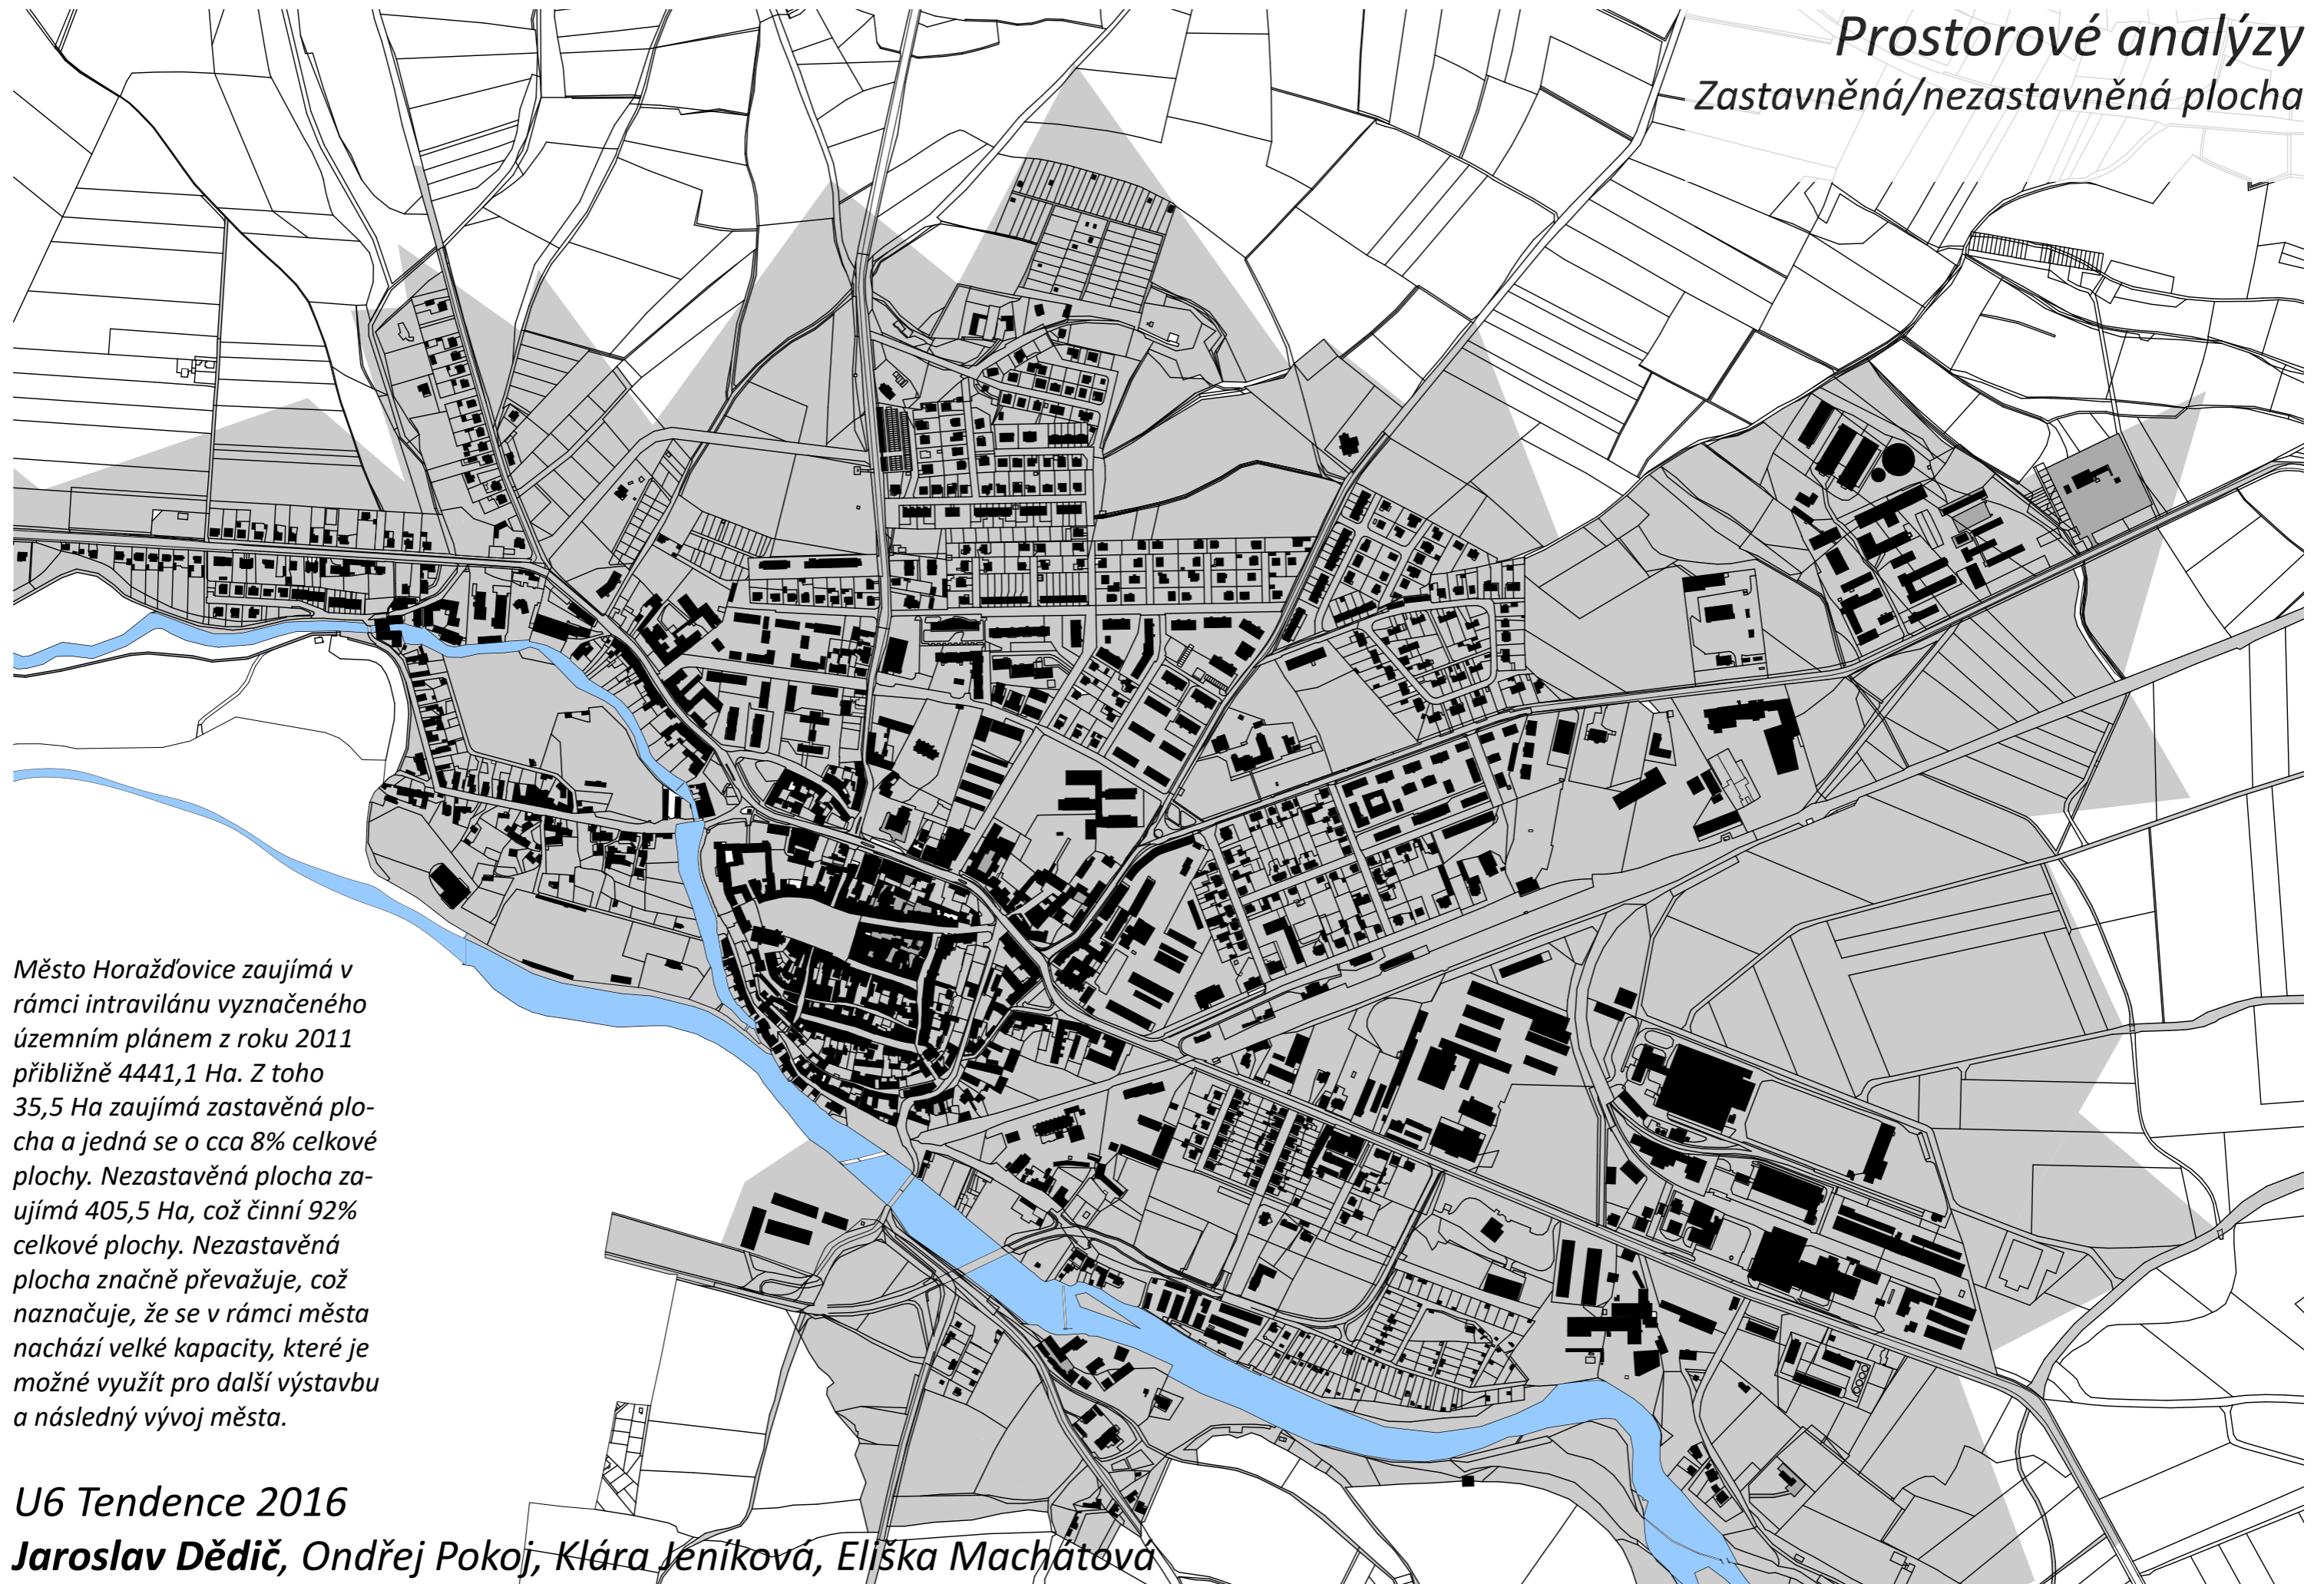 Prostorové analýzy
Zastavněná/nezastavněná plocha
Město Horažďovice zaujímá v
rámci intravilánu vyznačeného
územním plánem z roku 2011
přibližně 4441,1 Ha. Z toho
35,5 Ha zaujímá zastavěná plo-
cha a jedná se o cca 8% celkové
plochy. Nezastavěná plocha za-
ujímá 405,5 Ha, což činní 92%
celkové plochy. Nezastavěná
plocha značně převažuje, což
naznačuje, že se v rámci města
nachází velké kapacity, které je
možné využít pro další výstavbu
a následný vývoj města.
U6 Tendence 2016
Jaroslav Dědič, Ondřej Pokoj, Klára Jeníková, Eliška Machátová